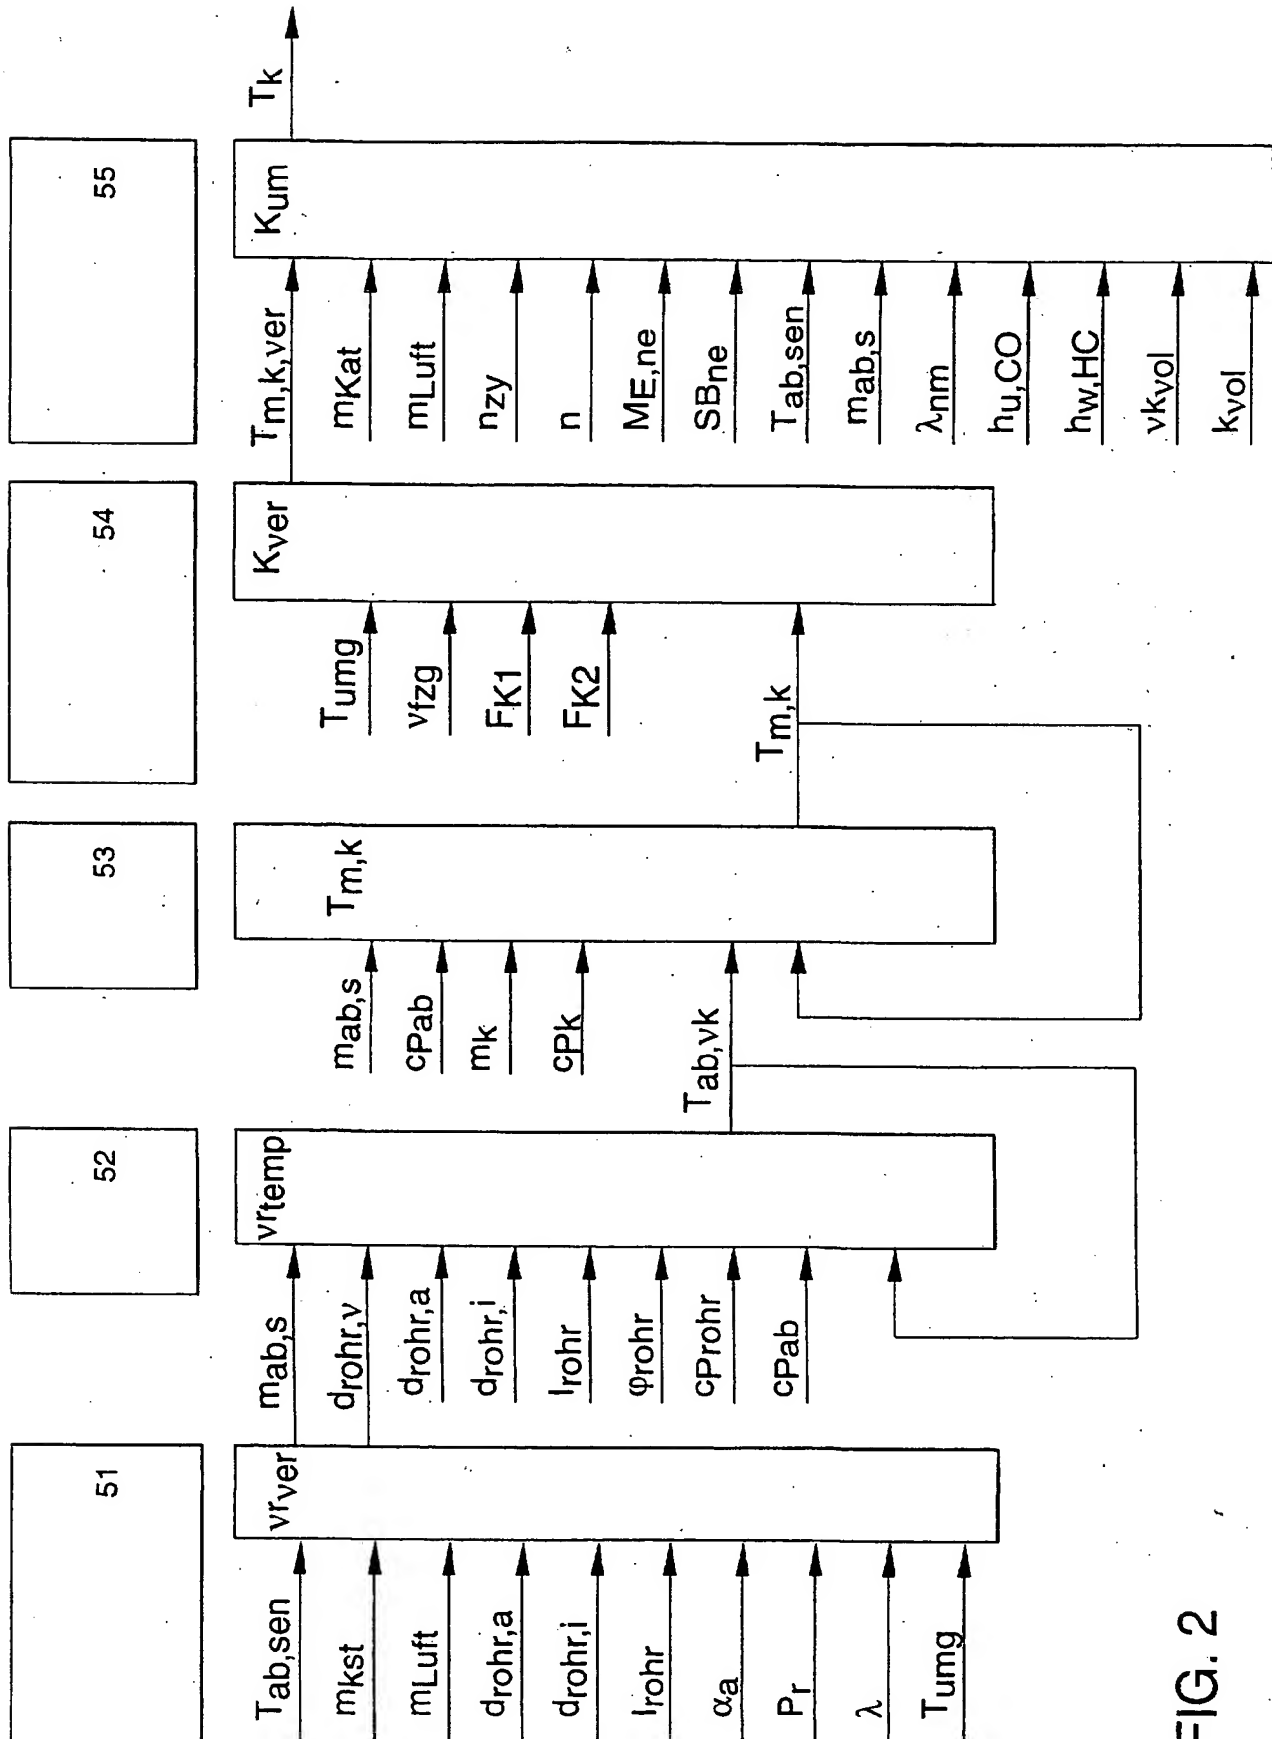 51
52
53
54
55
vrver
Tab,sen
mkst
mLuft
drohr,a
drohr,i
lrohr
αa
Pr
λ
Tumg
vrtemp
mab,s
drohr,v
drohr,a
drohr,i
lrohr
φrohr
cProhr
cPab
Tab,vk
Tm,k
mab,s
cPab
mk
cPk
Tm,k
Kver
Tumg
vfzg
FK1
FK2
Tm,k,ver
Kum
mKat
mLuft
nzy
n
ME,ne
SBne
Tab,sen
mab,s
λnm
hu,CO
hw,HC
vkvol
kvol
Tk
FIG. 2